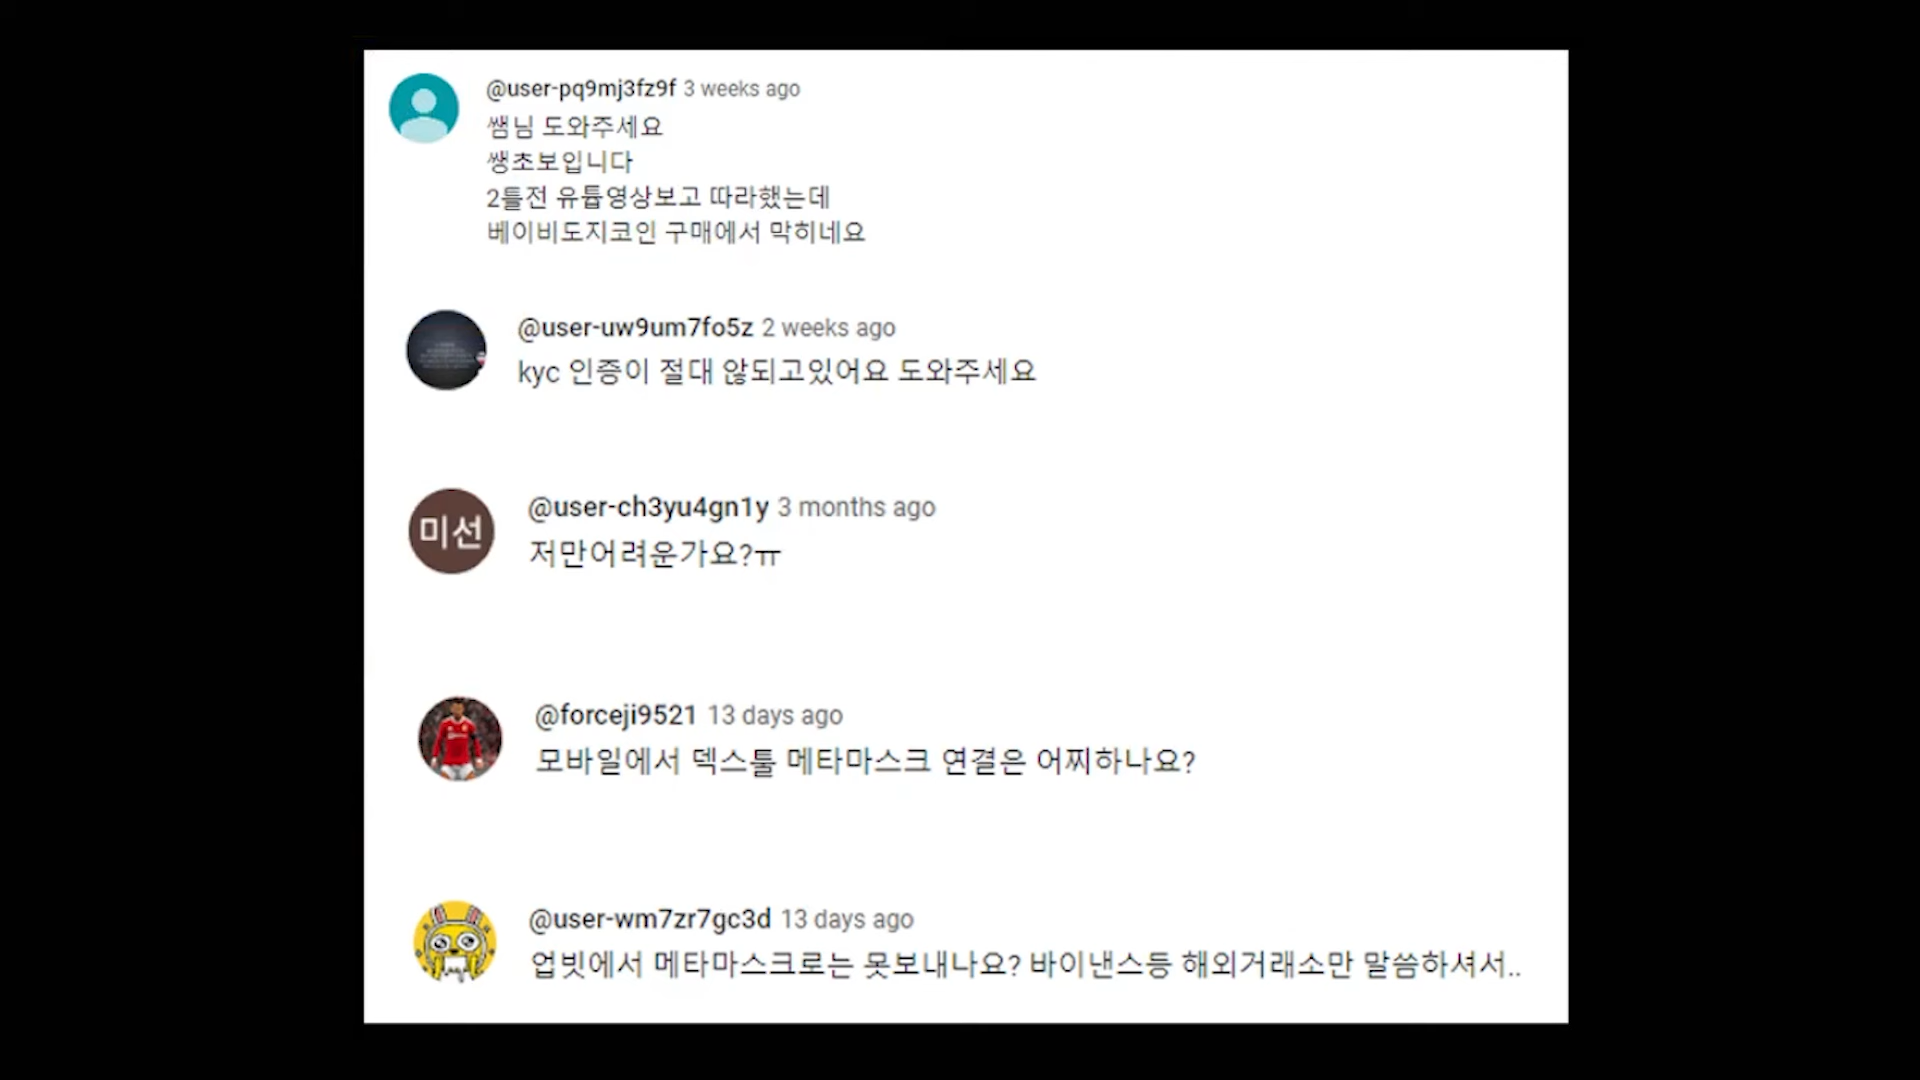 @user-pq9mj3fz9f 3 weeks ago
쌤님 도와주세요
쌩초보입니다
2틀전 유튭영상보고 따라했는데
베이비도지코인 구매에서 막히네요
@user-uw9um7fo5z 2 weeks ago
kyc 인증이 절대 않되고있어요 도와주세요
미선
@user-ch3yu4gn1y 3 months ago
저만어려운가요?ㅠ
@forceji9521 13 days ago
모바일에서 덱스툴 메타마스크 연결은 어찌하나요?
@user-wm7zr7gc3d 13 days ago
업빗에서 메타마스크로는 못보내나요? 바이낸스등 해외거래소만 말씀하셔서..